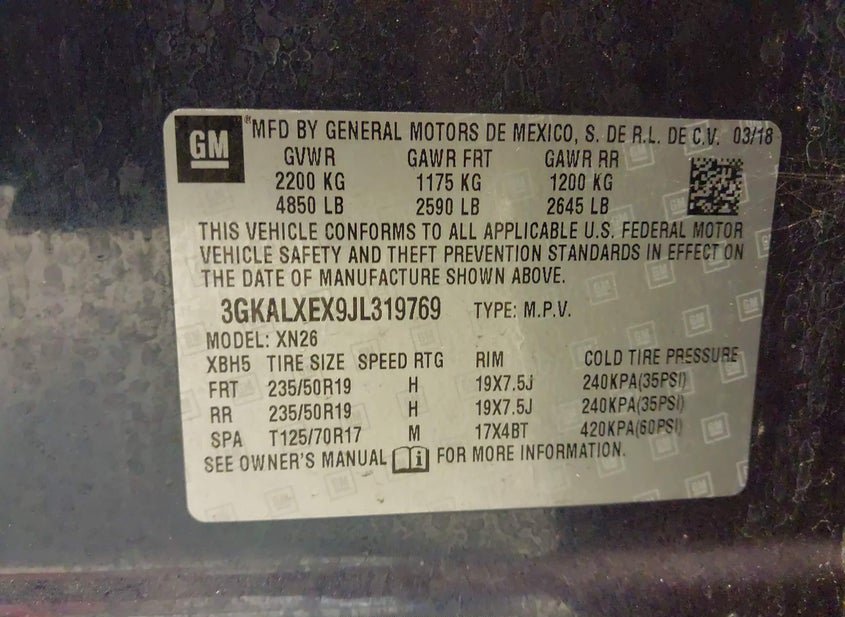 GM ®MFD BY GENERAL MOTORS DE MEXICO, S. DE R.L. DE C.V. 03/18
GVWR GAWR FRT GAWR RR
2200 KG 1175 KG 1200 KG
4850 LB 2590 LB 2645 LB
THIS VEHICLE CONFORMS TO ALL APPLICABLE U.S. FEDERAL MOTOR
VEHICLE SAFETY AND THEFT PREVENTION STANDARDS IN EFFECT ON
THE DATE OF MANUFACTURE SHOWN ABOVE.
3GKALXEX9JL319769 TYPE: M.P.V.
MODEL: XN26
XBH5 TIRE SIZE SPEED RTG RIM COLD TIRE PRESSURE
FRT 235/50R19 H 19X7.5J 240KPA(35PSI)
RR 235/50R19 H 19X7.5J 240KPA(35PSI)
SPA T125/70R17 M 17X4BT 420KPA(60PSI)
SEE OWNER'S MANUAL i FOR MORE INFORMATION.